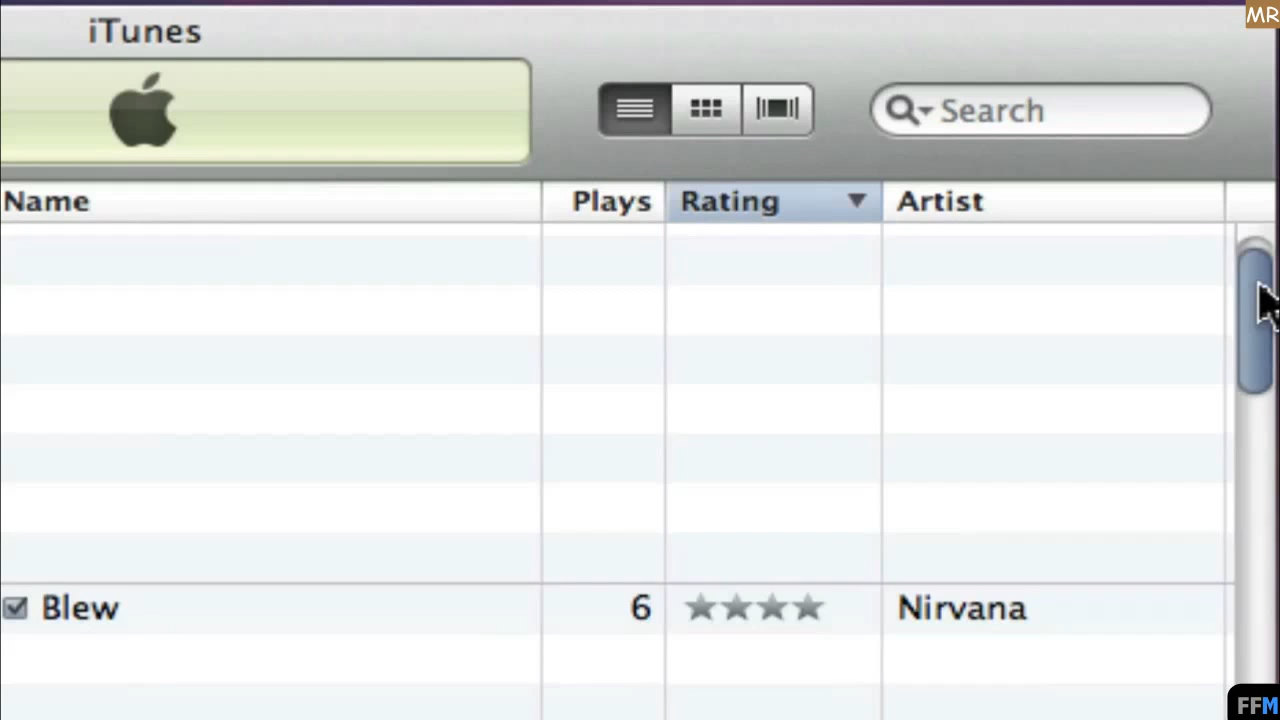 iTunes
MR
Search
Name Plays Rating Artist
Blew 6 Nirvana
FFM